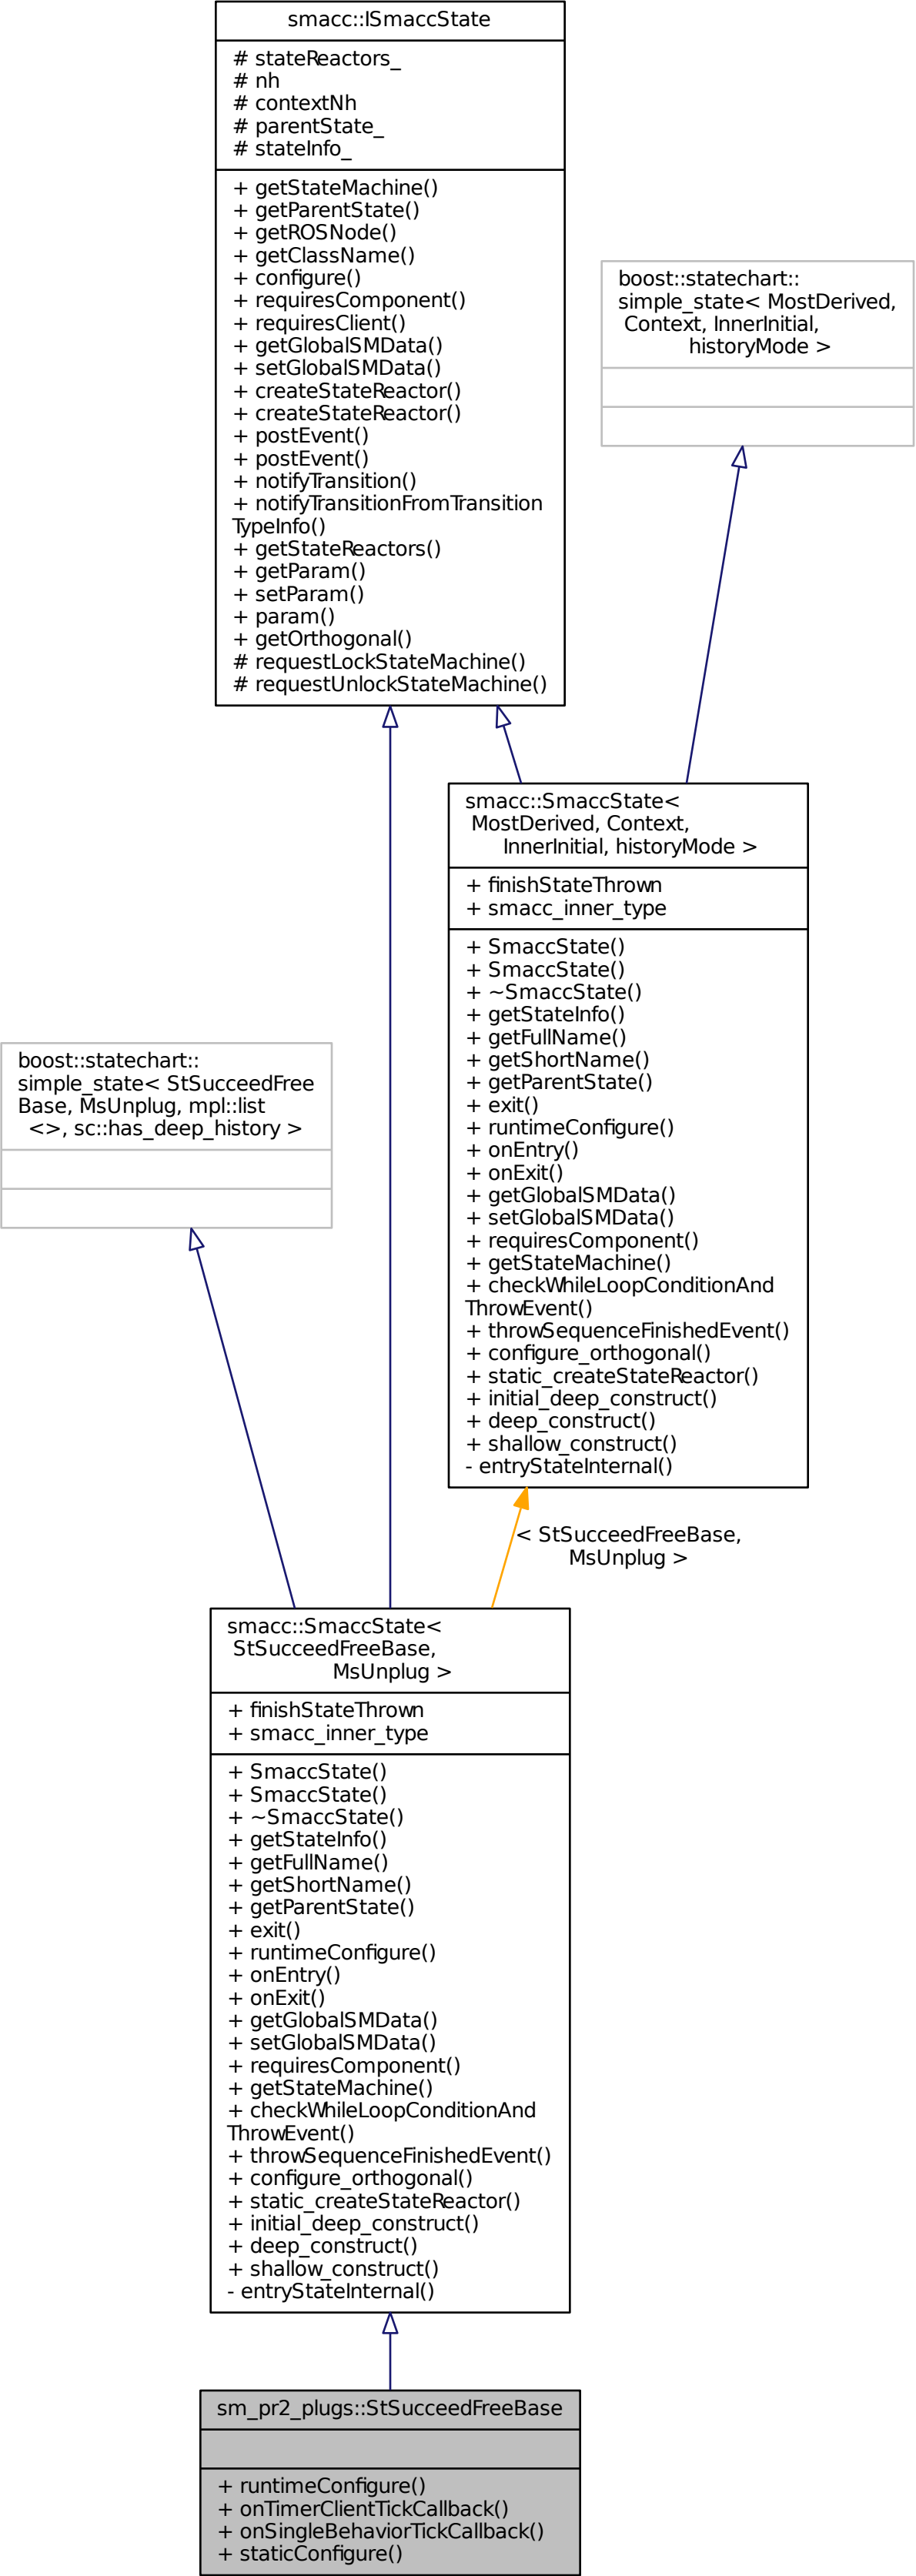 smacc::ISmaccState
# stateReactors_
# nh
# contextNh
# parentState_
# stateInfo_
+ getStateMachine()
+ getParentState()
+ getROSNode()
+ getClassName()
+ configure()
+ requiresComponent()
+ requiresClient()
+ getGlobalSMData()
+ setGlobalSMData()
+ createStateReactor()
+ createStateReactor()
+ postEvent()
+ postEvent()
+ notifyTransition()
+ notifyTransitionFromTransition
TypeInfo()
+ getStateReactors()
+ getParam()
+ setParam()
+ param()
+ getOrthogonal()
# requestLockStateMachine()
# requestUnlockStateMachine()
boost::statechart::
simple_state< MostDerived,
Context, InnerInitial,
historyMode >
smacc::SmaccState<
MostDerived, Context,
InnerInitial, historyMode >
+ finishStateThrown
+ smacc_inner_type
+ SmaccState()
+ SmaccState()
+ ~SmaccState()
+ getStateInfo()
+ getFullName()
+ getShortName()
+ getParentState()
+ exit()
+ runtimeConfigure()
+ onEntry()
+ onExit()
+ getGlobalSMData()
+ setGlobalSMData()
+ requiresComponent()
+ getStateMachine()
+ checkWhileLoopConditionAnd
ThrowEvent()
+ throwSequenceFinishedEvent()
+ configure_orthogonal()
+ static_createStateReactor()
+ initial_deep_construct()
+ deep_construct()
+ shallow_construct()
- entryStateInternal()
boost::statechart::
simple_state< StSucceedFree
Base, MsUnplug, mpl::list
<>, sc::has_deep_history >
< StSucceedFreeBase,
MsUnplug >
smacc::SmaccState<
StSucceedFreeBase,
MsUnplug >
+ finishStateThrown
+ smacc_inner_type
+ SmaccState()
+ SmaccState()
+ ~SmaccState()
+ getStateInfo()
+ getFullName()
+ getShortName()
+ getParentState()
+ exit()
+ runtimeConfigure()
+ onEntry()
+ onExit()
+ getGlobalSMData()
+ setGlobalSMData()
+ requiresComponent()
+ getStateMachine()
+ checkWhileLoopConditionAnd
ThrowEvent()
+ throwSequenceFinishedEvent()
+ configure_orthogonal()
+ static_createStateReactor()
+ initial_deep_construct()
+ deep_construct()
+ shallow_construct()
- entryStateInternal()
sm_pr2_plugs::StSucceedFreeBase
+ runtimeConfigure()
+ onTimerClientTickCallback()
+ onSingleBehaviorTickCallback()
+ staticConfigure()